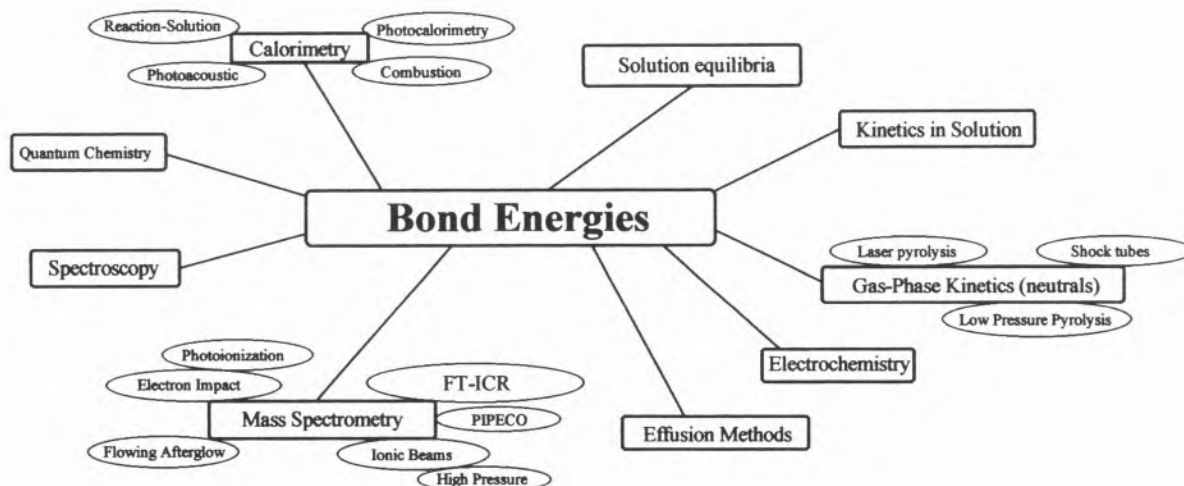 Reaction-Solution
Photocalorimetry
Calorimetry
Photoacoustic
Combustion
Solution equilibria
Kinetics in Solution
Quantum Chemistry
Bond Energies
Spectroscopy
Laser pyrolysis
Shock tubes
Gas-Phase Kinetics (neutrals)
Low Pressure Pyrolysis
Photoionization
Electron Impact
FT-ICR
Electrochemistry
Mass Spectrometry
PIPECO
Effusion Methods
Flowing Afterglow
Ionic Beams
High Pressure